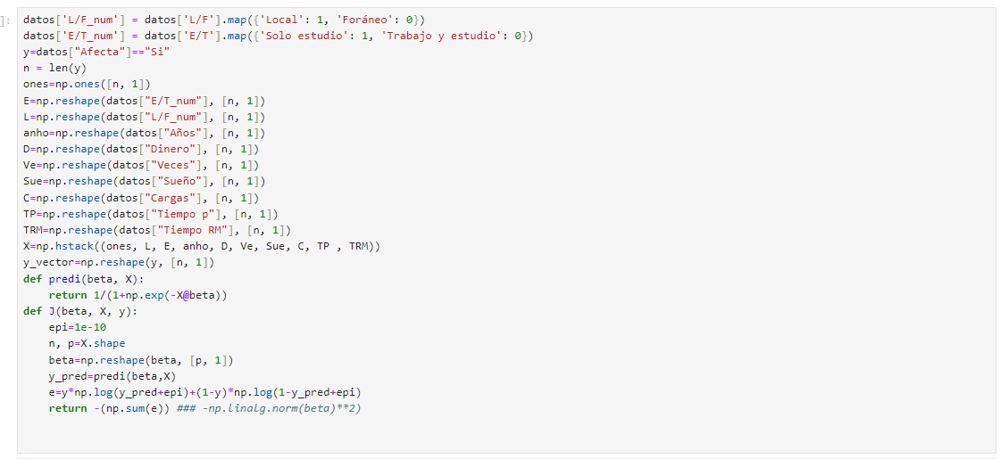 ]:
datos['L/F_num'] = datos['L/F'].map({'Local': 1, 'Foráneo': 0})
datos['E/T_num'] = datos['E/T'].map({'Solo estudio': 1, 'Trabajo y estudio': 0})
y=datos["Afecta"]=="Si"
n = len(y)
ones=np.ones([n, 1])
E=np.reshape(datos["E/T_num"], [n, 1])
L=np.reshape(datos["L/F_num"], [n, 1])
anho=np.reshape(datos["Años"], [n, 1])
D=np.reshape(datos["Dinero"], [n, 1])
Ve=np.reshape(datos["Veces"], [n, 1])
Sue=np.reshape(datos["Sueño"], [n, 1])
C=np.reshape(datos["Cargas"], [n, 1])
TP=np.reshape(datos["Tiempo p"], [n, 1])
TRM=np.reshape(datos["Tiempo RM"], [n, 1])
X=np.hstack((ones, L, E, anho, D, Ve, Sue, C, TP , TRM))
y_vector=np.reshape(y, [n, 1])
def predi(beta, X):
    return 1/(1+np.exp(-X@beta))
def J(beta, X, y):
    epi=1e-10
    n, p=X.shape
    beta=np.reshape(beta, [p, 1])
    y_pred=predi(beta,X)
    e=y*np.log(y_pred+epi)+(1-y)*np.log(1-y_pred+epi)
    return -(np.sum(e)) ### -np.linalg.norm(beta)**2)